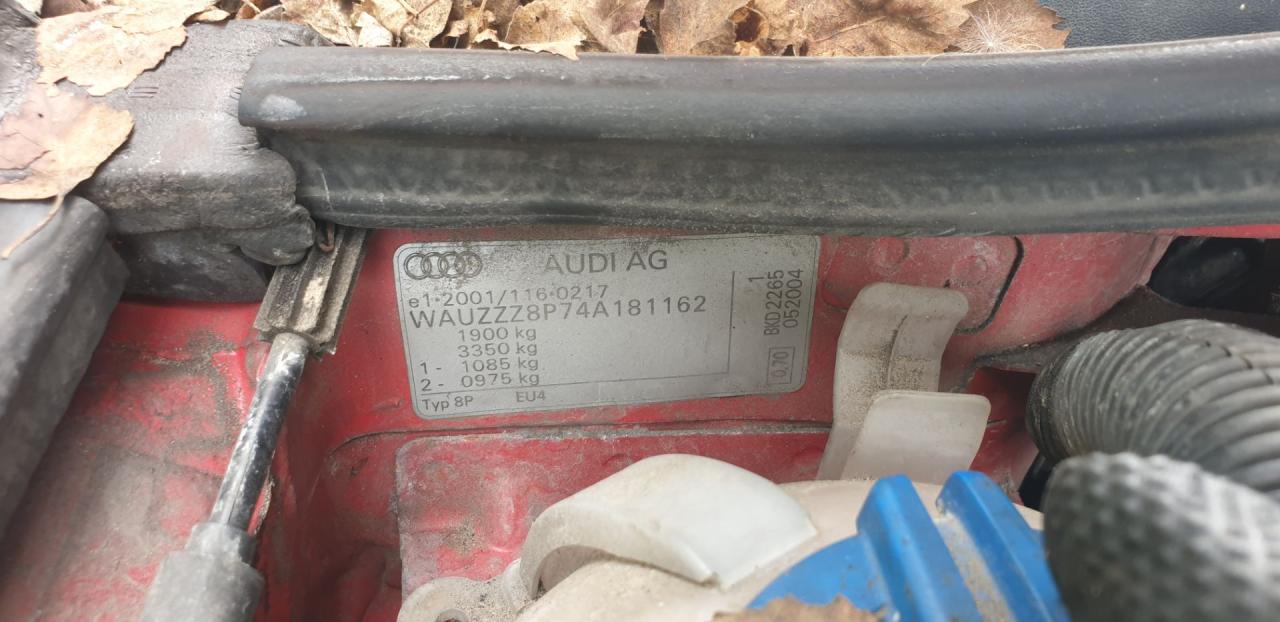 AUDI AG
e1*2001/116*0217
WAUZZZ8P74A181162
1900 kg
3350 kg
1 - 1085 kg
2 - 0975 kg
Typ 8P EU4
1
BKD 2265
052004
0,70